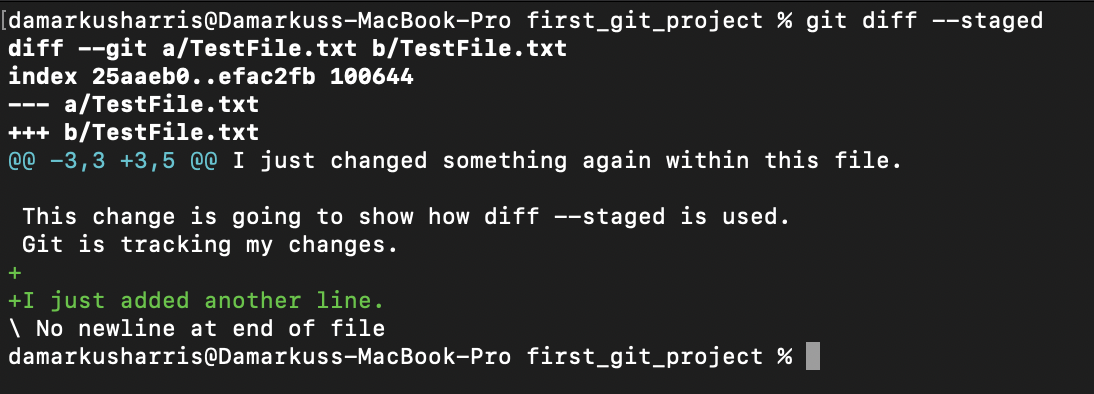 [damarkusharris@Damarkuss-MacBook-Pro first_git_project % git diff --staged
diff --git a/TestFile.txt b/TestFile.txt
index 25aaeb0..efac2fb 100644
--- a/TestFile.txt
+++ b/TestFile.txt
@@ -3,3 +3,5 @@ I just changed something again within this file.

 This change is going to show how diff --staged is used.
 Git is tracking my changes.
+
+I just added another line.
\ No newline at end of file
damarkusharris@Damarkuss-MacBook-Pro first_git_project %